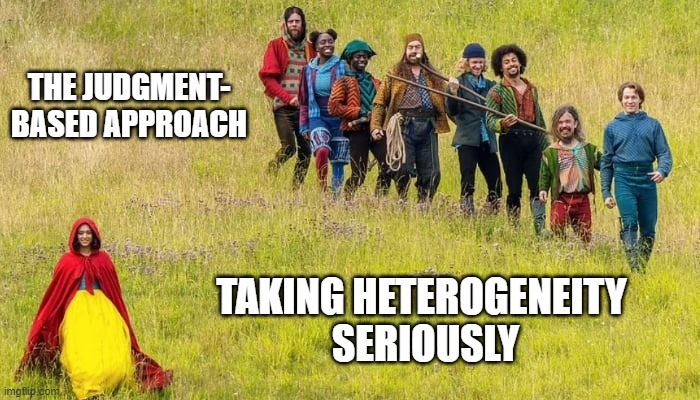 THE JUDGMENT-
BASED APPROACH
TAKING HETEROGENEITY
SERIOUSLY
imgflip.com